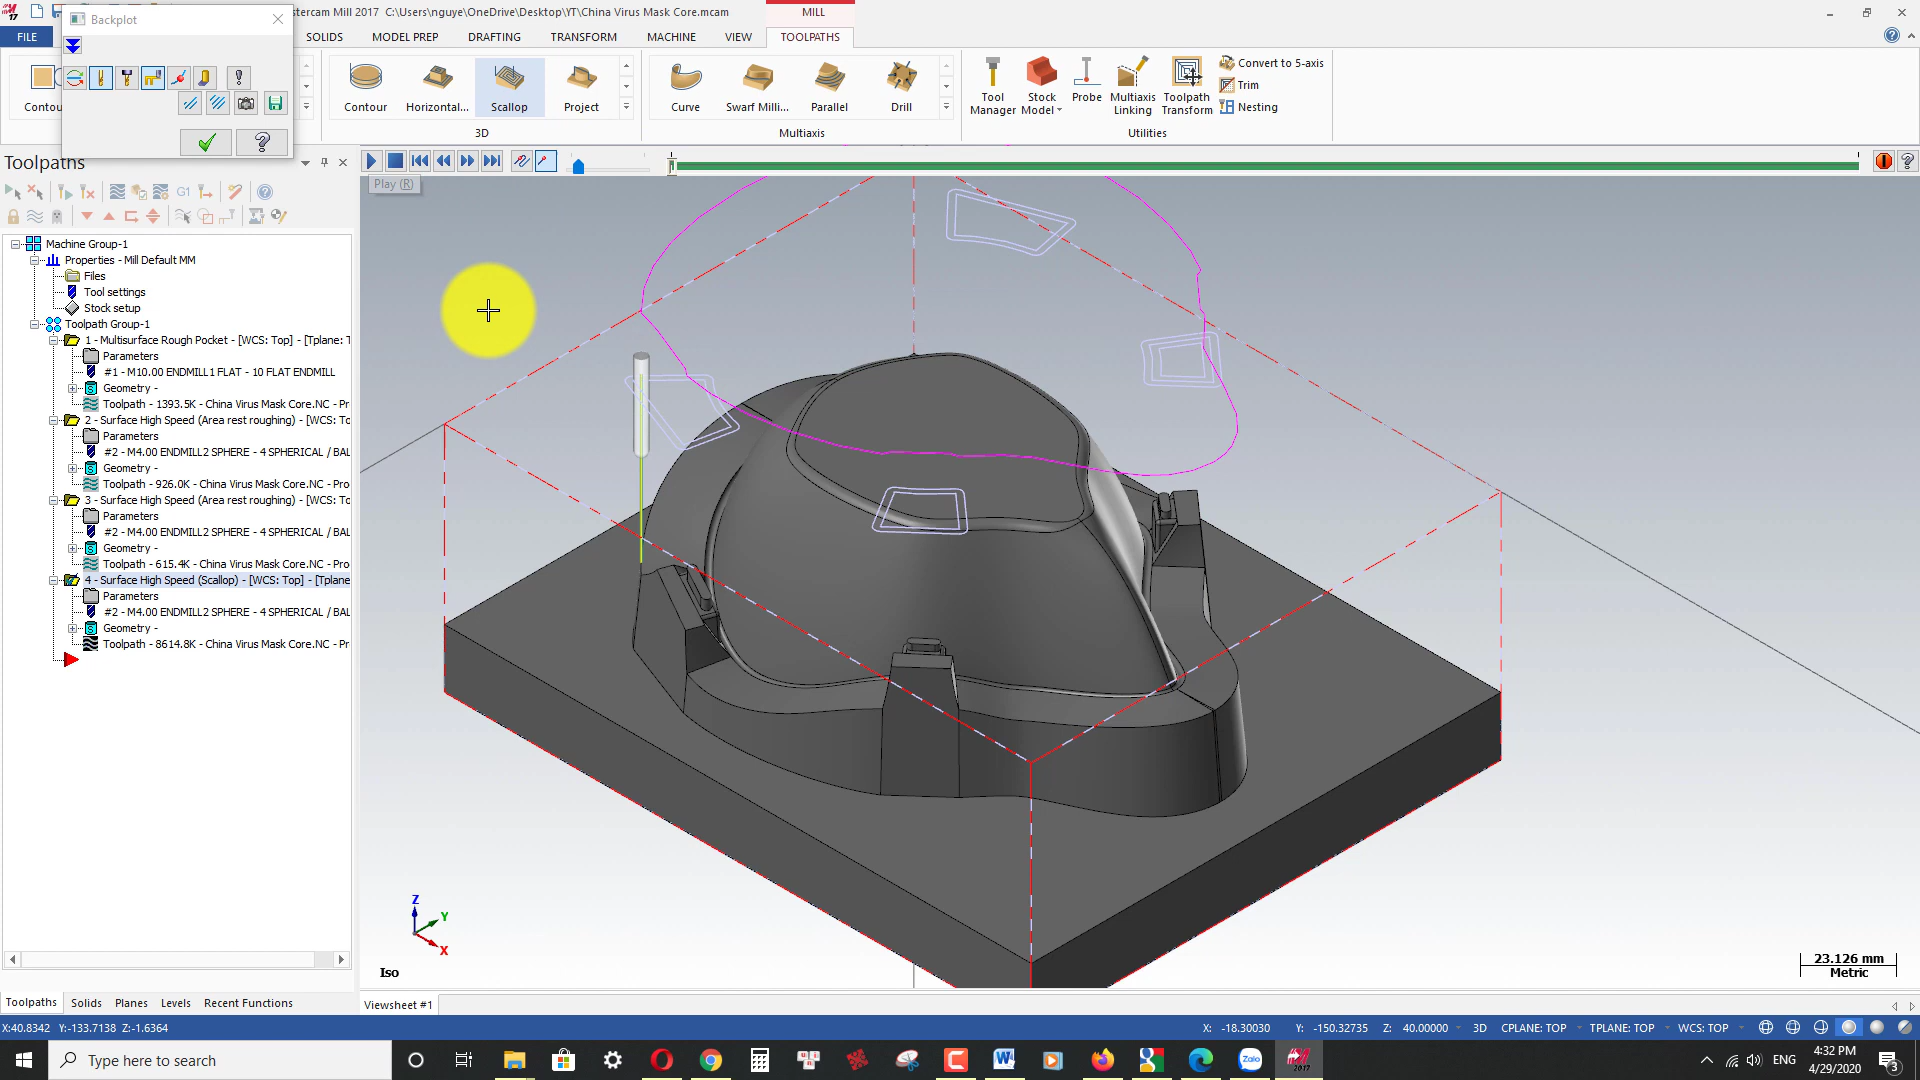 Backplot
stercam Mill 2017 C:\Users\nguye\OneDrive\Desktop\YT\China Virus Mask Core.mcam
MILL
FILE
SOLIDS
MODEL PREP
DRAFTING
TRANSFORM
MACHINE
VIEW
TOOLPATHS
Contou
Contour
Horizontal...
Scallop
Project
3D
Curve
Swarf Milli...
Parallel
Drill
Multiaxis
Tool Manager
Stock Model
Probe
Multiaxis Linking
Toolpath Transform
Convert to 5-axis
Trim
Nesting
Utilities
Toolpaths
Play (R)
G1
Machine Group-1
Properties - Mill Default MM
Files
Tool settings
Stock setup
Toolpath Group-1
1 - Multisurface Rough Pocket - [WCS: Top] - [Tplane: T
Parameters
#1 - M10.00 ENDMILL1 FLAT - 10 FLAT ENDMILL
Geometry -
Toolpath - 1393.5K - China Virus Mask Core.NC - Pro
2 - Surface High Speed (Area rest roughing) - [WCS: To
Parameters
#2 - M4.00 ENDMILL2 SPHERE - 4 SPHERICAL / BAL
Geometry -
Toolpath - 926.0K - China Virus Mask Core.NC - Pro
3 - Surface High Speed (Area rest roughing) - [WCS: To
Parameters
#2 - M4.00 ENDMILL2 SPHERE - 4 SPHERICAL / BAL
Geometry -
Toolpath - 615.4K - China Virus Mask Core.NC - Pro
4 - Surface High Speed (Scallop) - [WCS: Top] - [Tplane
Parameters
#2 - M4.00 ENDMILL2 SPHERE - 4 SPHERICAL / BAL
Geometry -
Toolpath - 8614.8K - China Virus Mask Core.NC - Pro
Z
Y
X
Iso
23.126 mm
Metric
Toolpaths
Solids
Planes
Levels
Recent Functions
Viewsheet #1
X:40.8342 Y:-133.7138 Z:-1.6364
X: -18.30030 Y: -150.32735 Z: 40.00000 3D CPLANE: TOP TPLANE: TOP WCS: TOP
Type here to search
Zalo
2017
ENG
4:32 PM
4/29/2020
3